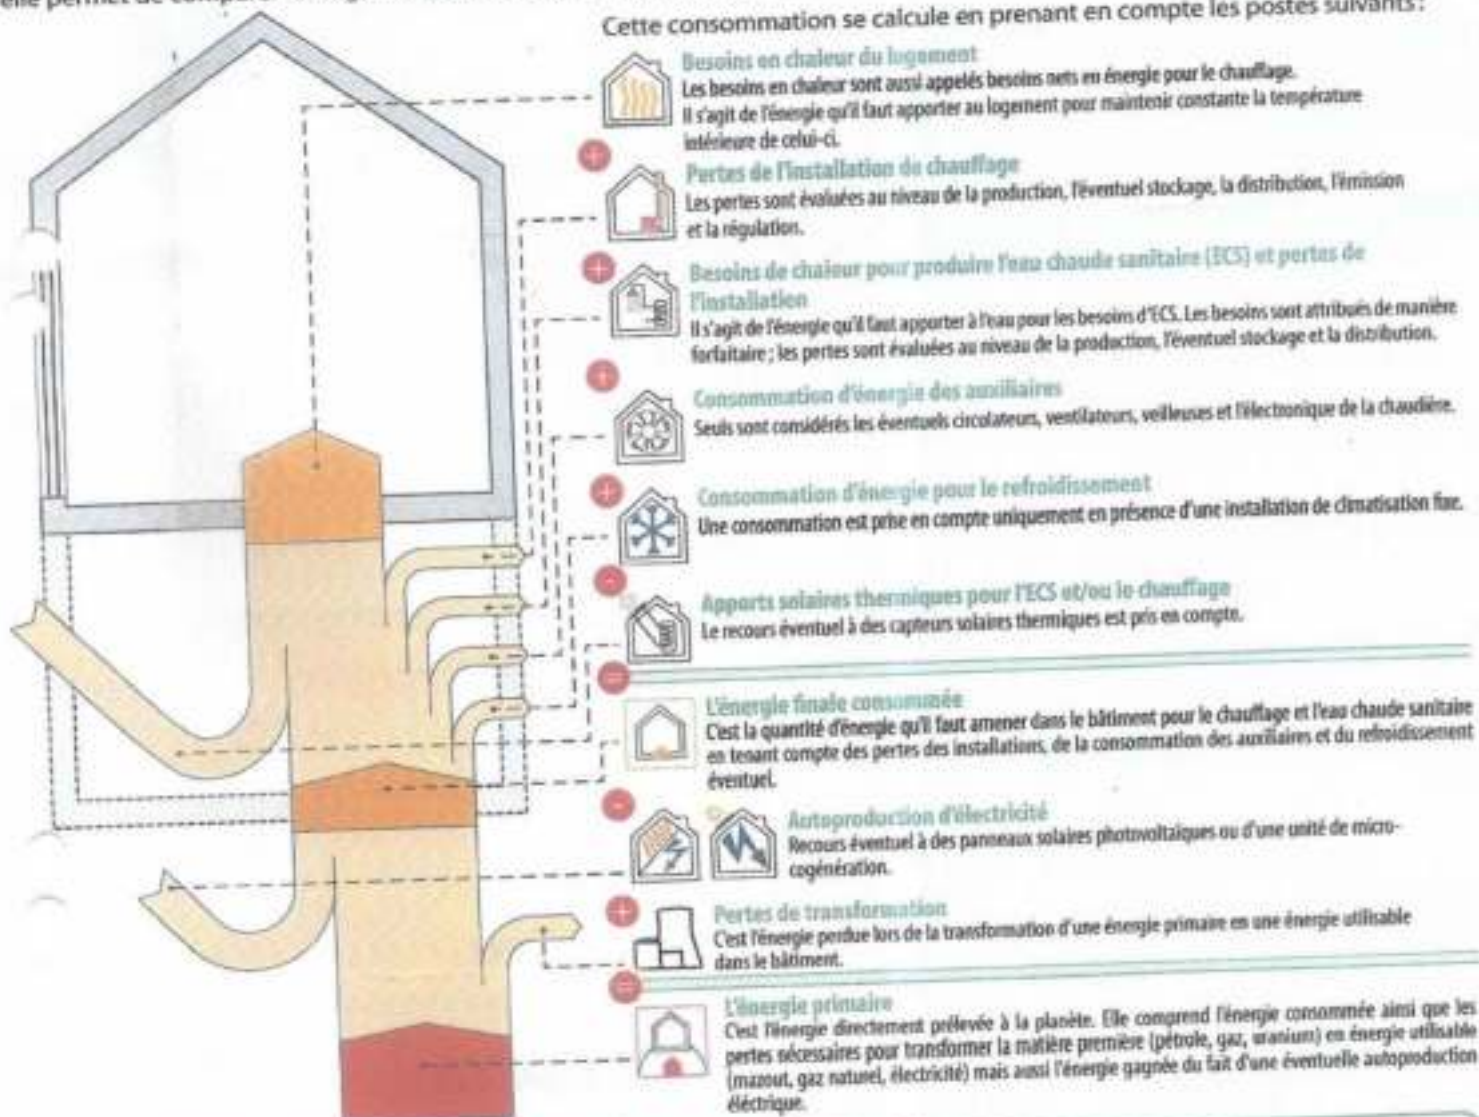 elle permet de comparer
Cette consommation se calcule en prenant en compte les postes suivants :
Besoins en chaleur du logement
Les besoins en chaleur sont aussi appelés besoins nets en énergie pour le chauffage.
Il s'agit de l'énergie qu'il faut apporter au logement pour maintenir constante la température
intérieure de celui-ci.
+
Pertes de l'installation de chauffage
Les pertes sont évaluées au niveau de la production, l'éventuel stockage, la distribution, l'émission
et la régulation.
+
Besoins de chaleur pour produire l'eau chaude sanitaire (ECS) et pertes de
l'installation
Il s'agit de l'énergie qu'il faut apporter à l'eau pour les besoins d'ECS. Les besoins sont attribués de manière
forfaitaire ; les pertes sont évaluées au niveau de la production, l'éventuel stockage et la distribution.
+
Consommation d'énergie des auxiliaires
Seuls sont considérés les éventuels circulateurs, ventilateurs, veilleuses et l'électronique de la chaudière.
+
Consommation d'énergie pour le refroidissement
Une consommation est prise en compte uniquement en présence d'une installation de climatisation fixe.
-
Apports solaires thermiques pour l'ECS et/ou le chauffage
Le recours éventuel à des capteurs solaires thermiques est pris en compte.
=
L'énergie finale consommée
C'est la quantité d'énergie qu'il faut amener dans le bâtiment pour le chauffage et l'eau chaude sanitaire
en tenant compte des pertes des installations, de la consommation des auxiliaires et du refroidissement
éventuel.
-
Autoproduction d'électricité
Recours éventuel à des panneaux solaires photovoltaïques ou d'une unité de micro-
cogénération.
+
Pertes de transformation
C'est l'énergie perdue lors de la transformation d'une énergie primaire en une énergie utilisable
dans le bâtiment.
=
L'énergie primaire
C'est l'énergie directement prélevée à la planète. Elle comprend l'énergie consommée ainsi que les
pertes nécessaires pour transformer la matière première (pétrole, gaz, uranium) en énergie utilisable
(mazout, gaz naturel, électricité) mais aussi l'énergie gagnée du fait d'une éventuelle autoproduction
éléctrique.